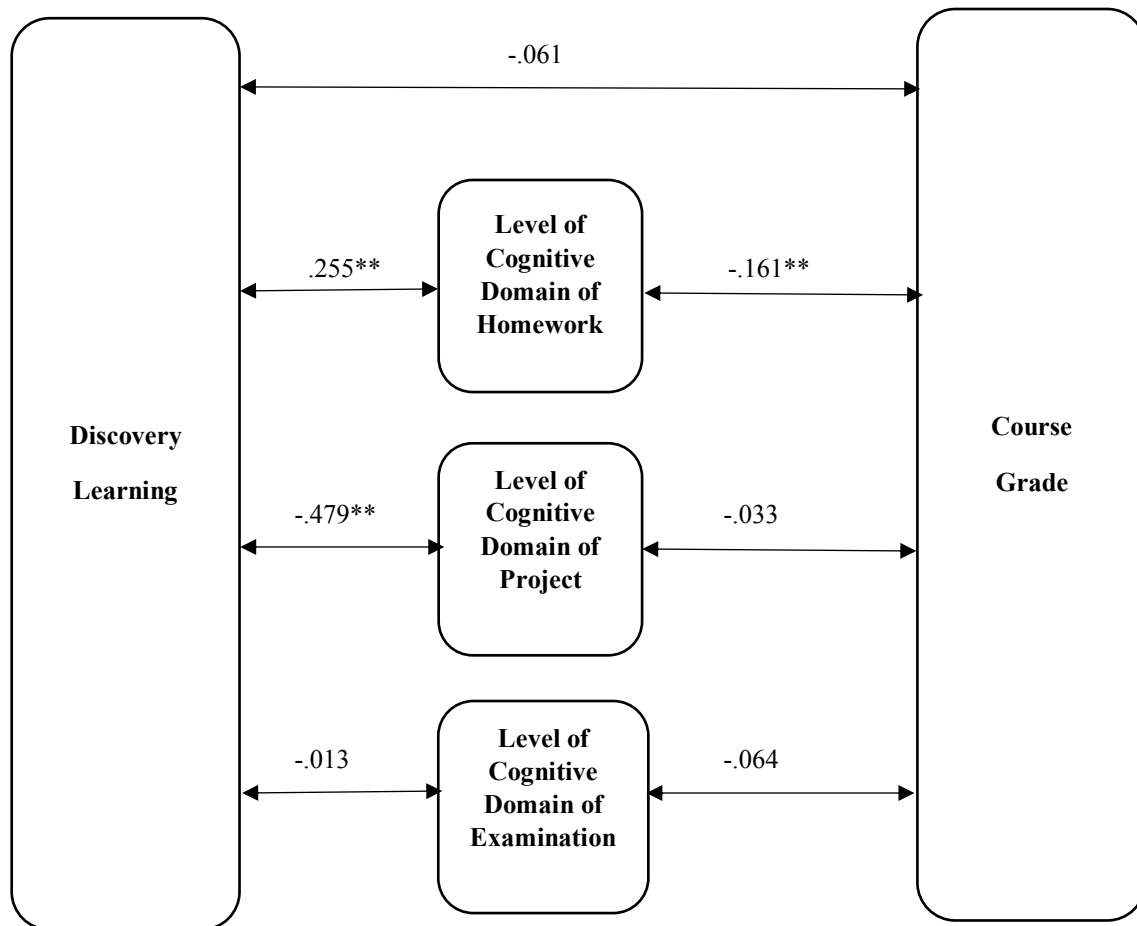 -.061
Level of
Cognitive
Domain of
Homework
.255**
-.161**
Discovery
Learning
Course
Grade
Level of
Cognitive
Domain of
Project
-.479**
-.033
Level of
Cognitive
Domain of
Examination
-.013
-.064